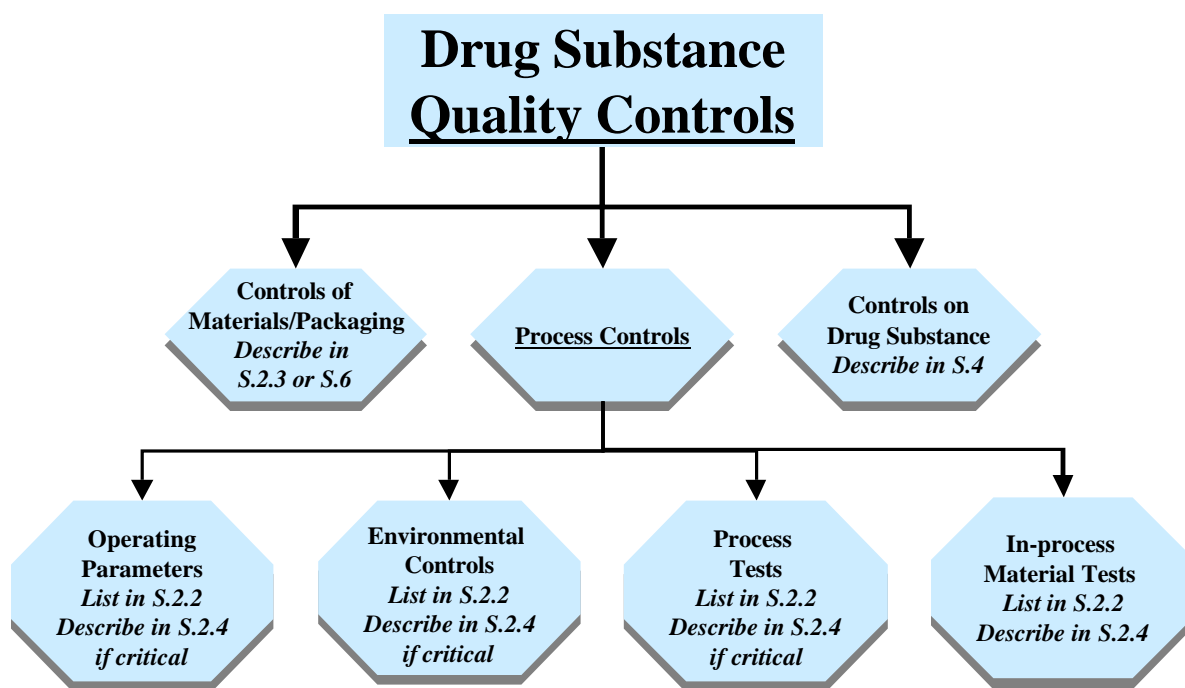 Drug Substance
Quality Controls
Controls of
Materials/Packaging
Describe in
S.2.3 or S.6
Process Controls
Controls on
Drug Substance
Describe in S.4
Operating
Parameters
List in S.2.2
Describe in S.2.4
if critical
Environmental
Controls
List in S.2.2
Describe in S.2.4
if critical
Process
Tests
List in S.2.2
Describe in S.2.4
if critical
In-process
Material Tests
List in S.2.2
Describe in S.2.4